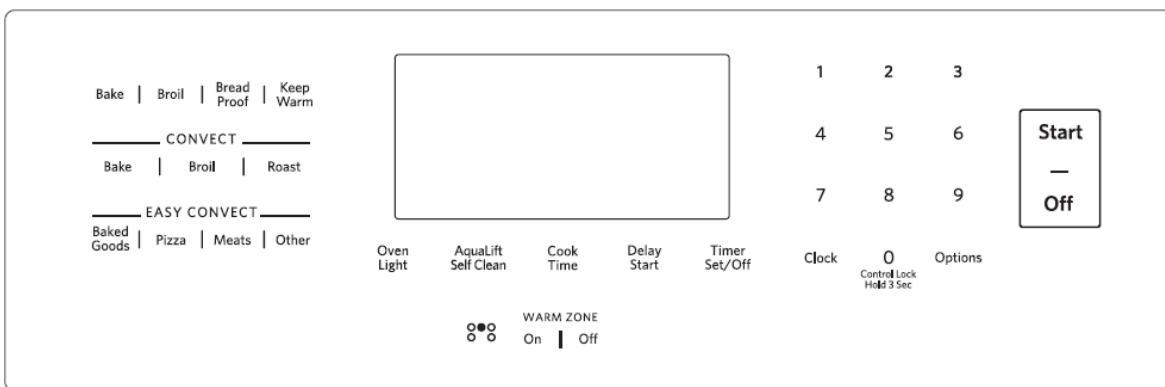 Bake | Broil | Bread Proof | Keep Warm
CONVECT
Bake | Broil | Roast
EASY CONVECT
Baked Goods | Pizza | Meats | Other
Oven Light
AquaLift Self Clean
Cook Time
Delay Start
Timer Set/Off
WARM ZONE
On | Off
1 2 3
4 5 6
7 8 9
Clock 0 Options
Control Lock
Hold 3 Sec
Start
—
Off